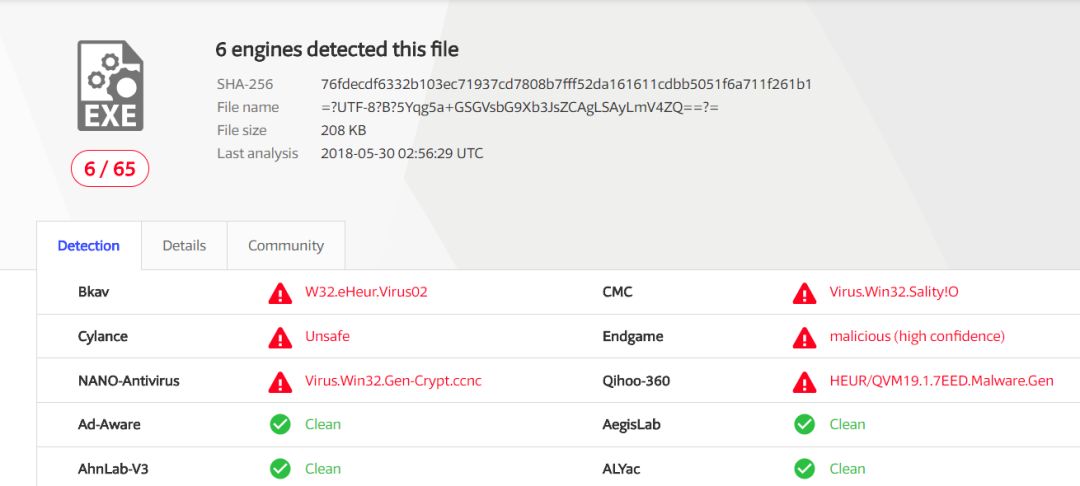 6 engines detected this file
EXE
6 / 65
SHA-256 76fdecdf6332b103ec71937cd7808b7fff52da161611cdbb5051f6a711f261b1
File name =?UTF-8?B?5Yqg5a+GSGVsbG9Xb3JsZCAgLSAyLmV4ZQ==?=
File size 208 KB
Last analysis 2018-05-30 02:56:29 UTC
Detection Details Community
Bkav W32.eHeur.Virus02 CMC Virus.Win32.Sality!O
Cylance Unsafe Endgame malicious (high confidence)
NANO-Antivirus Virus.Win32.Gen-Crypt.ccnc Qihoo-360 HEUR/QVM19.1.7EED.Malware.Gen
Ad-Aware Clean AegisLab Clean
AhnLab-V3 Clean ALYac Clean